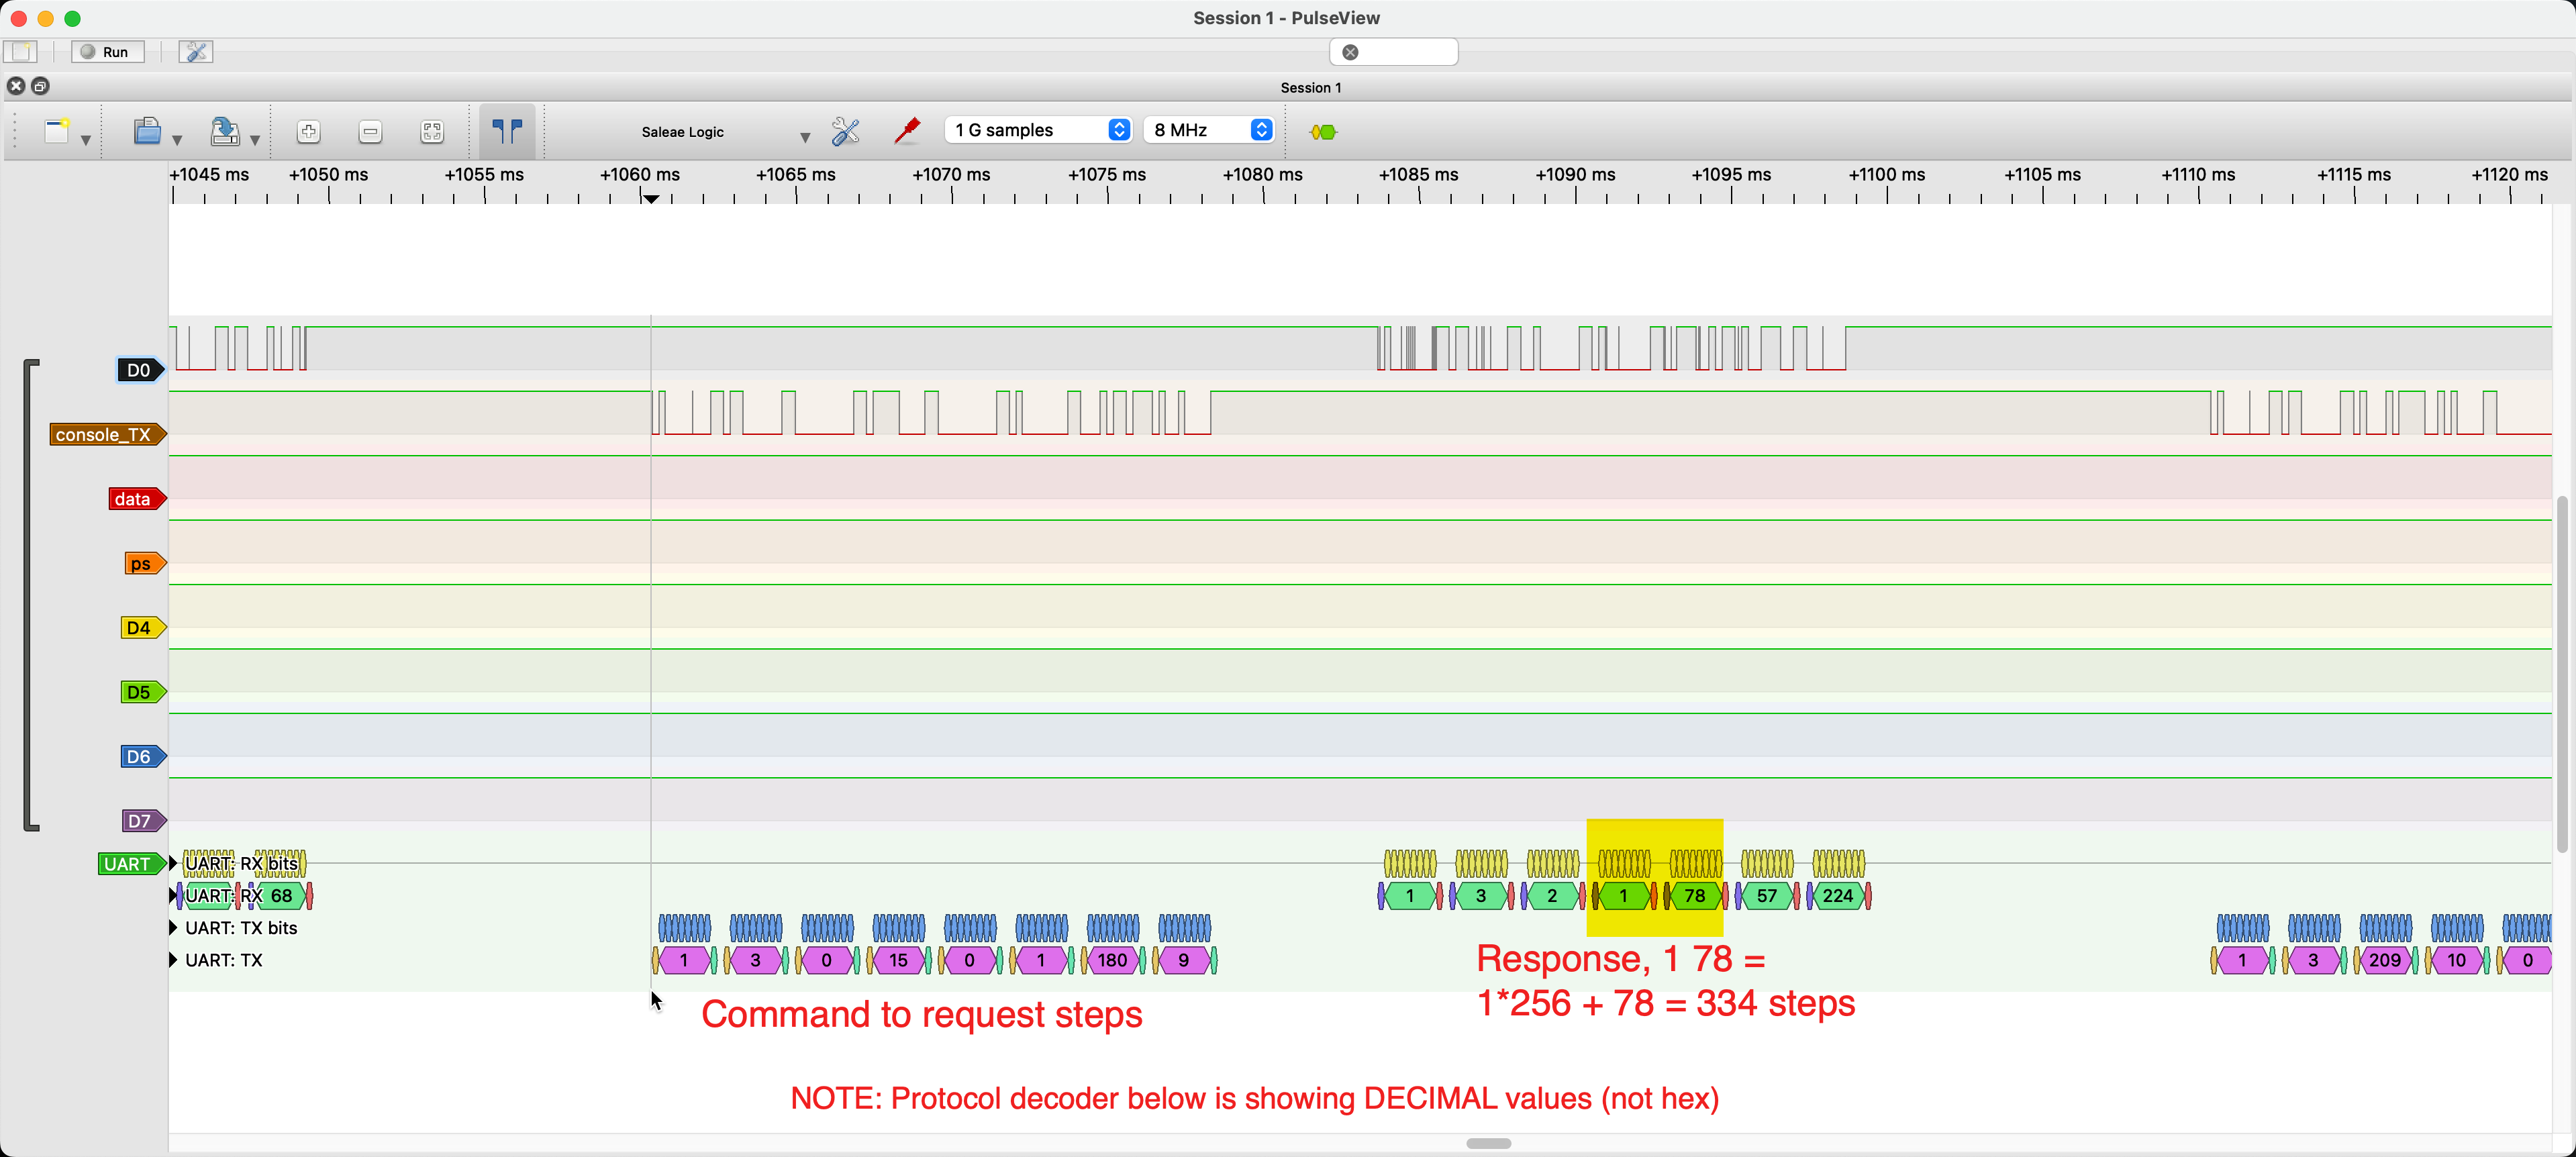 Session 1 - PulseView
Run
Session 1
Saleae Logic
1 G samples
8 MHz
+1045 ms +1050 ms +1055 ms +1060 ms +1065 ms +1070 ms +1075 ms +1080 ms +1085 ms +1090 ms +1095 ms +1100 ms +1105 ms +1110 ms +1115 ms +1120 ms
D0
console_TX
data
ps
D4
D5
D6
D7
UART UART: RX bits
UART: RX 68 1 3 2 1 78 57 224
UART: TX bits
UART: TX 1 3 0 15 0 1 180 9 1 3 209 10 0
Response, 1 78 =
1*256 + 78 = 334 steps
Command to request steps
NOTE: Protocol decoder below is showing DECIMAL values (not hex)